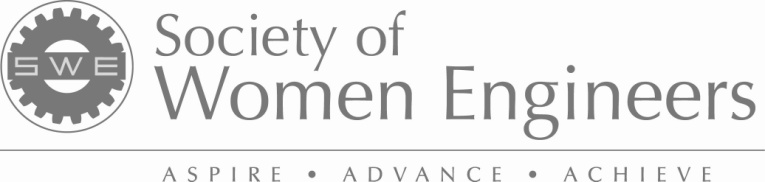 SWE
Society of
Women Engineers
ASPIRE • ADVANCE • ACHIEVE